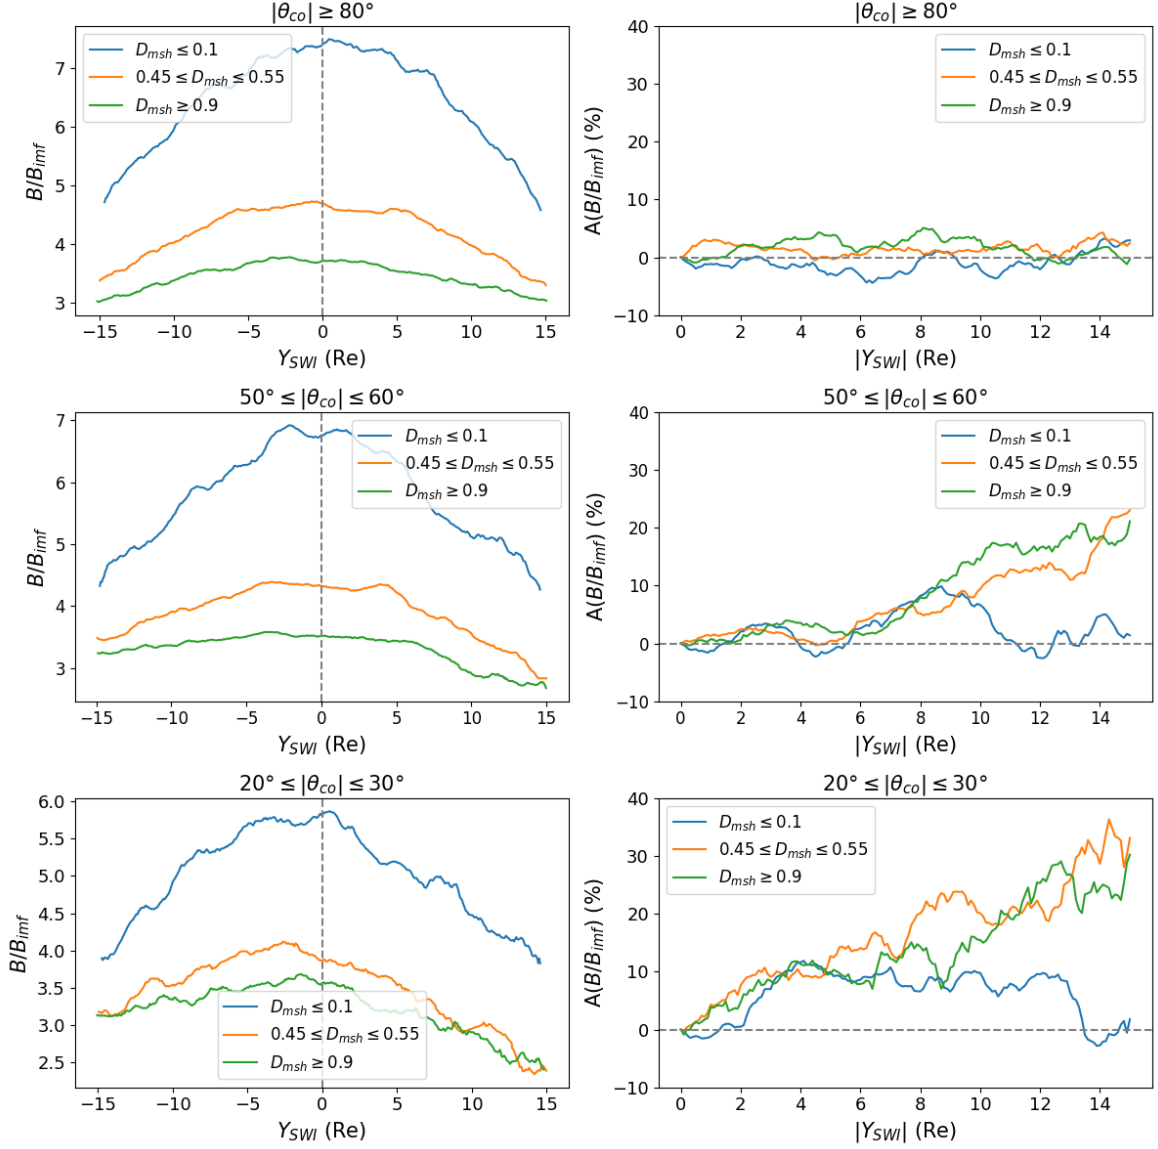 |θco| ≥ 80°
7
6
5
4
3
B/Bimf
Dmsh ≤ 0.1
0.45 ≤ Dmsh ≤ 0.55
Dmsh ≥ 0.9
−15 −10 −5 0 5 10 15
YSWI (Re)
|θco| ≥ 80°
40
30
20
10
0
−10
A(B/Bimf) (%)
Dmsh ≤ 0.1
0.45 ≤ Dmsh ≤ 0.55
Dmsh ≥ 0.9
0 2 4 6 8 10 12 14
|YSWI| (Re)
50° ≤ |θco| ≤ 60°
7
6
5
4
3
B/Bimf
Dmsh ≤ 0.1
0.45 ≤ Dmsh ≤ 0.55
Dmsh ≥ 0.9
−15 −10 −5 0 5 10 15
YSWI (Re)
50° ≤ |θco| ≤ 60°
40
30
20
10
0
−10
A(B/Bimf) (%)
Dmsh ≤ 0.1
0.45 ≤ Dmsh ≤ 0.55
Dmsh ≥ 0.9
0 2 4 6 8 10 12 14
|YSWI| (Re)
20° ≤ |θco| ≤ 30°
6.0
5.5
5.0
4.5
4.0
3.5
3.0
2.5
B/Bimf
Dmsh ≤ 0.1
0.45 ≤ Dmsh ≤ 0.55
Dmsh ≥ 0.9
−15 −10 −5 0 5 10 15
YSWI (Re)
20° ≤ |θco| ≤ 30°
40
30
20
10
0
−10
A(B/Bimf) (%)
Dmsh ≤ 0.1
0.45 ≤ Dmsh ≤ 0.55
Dmsh ≥ 0.9
0 2 4 6 8 10 12 14
|YSWI| (Re)